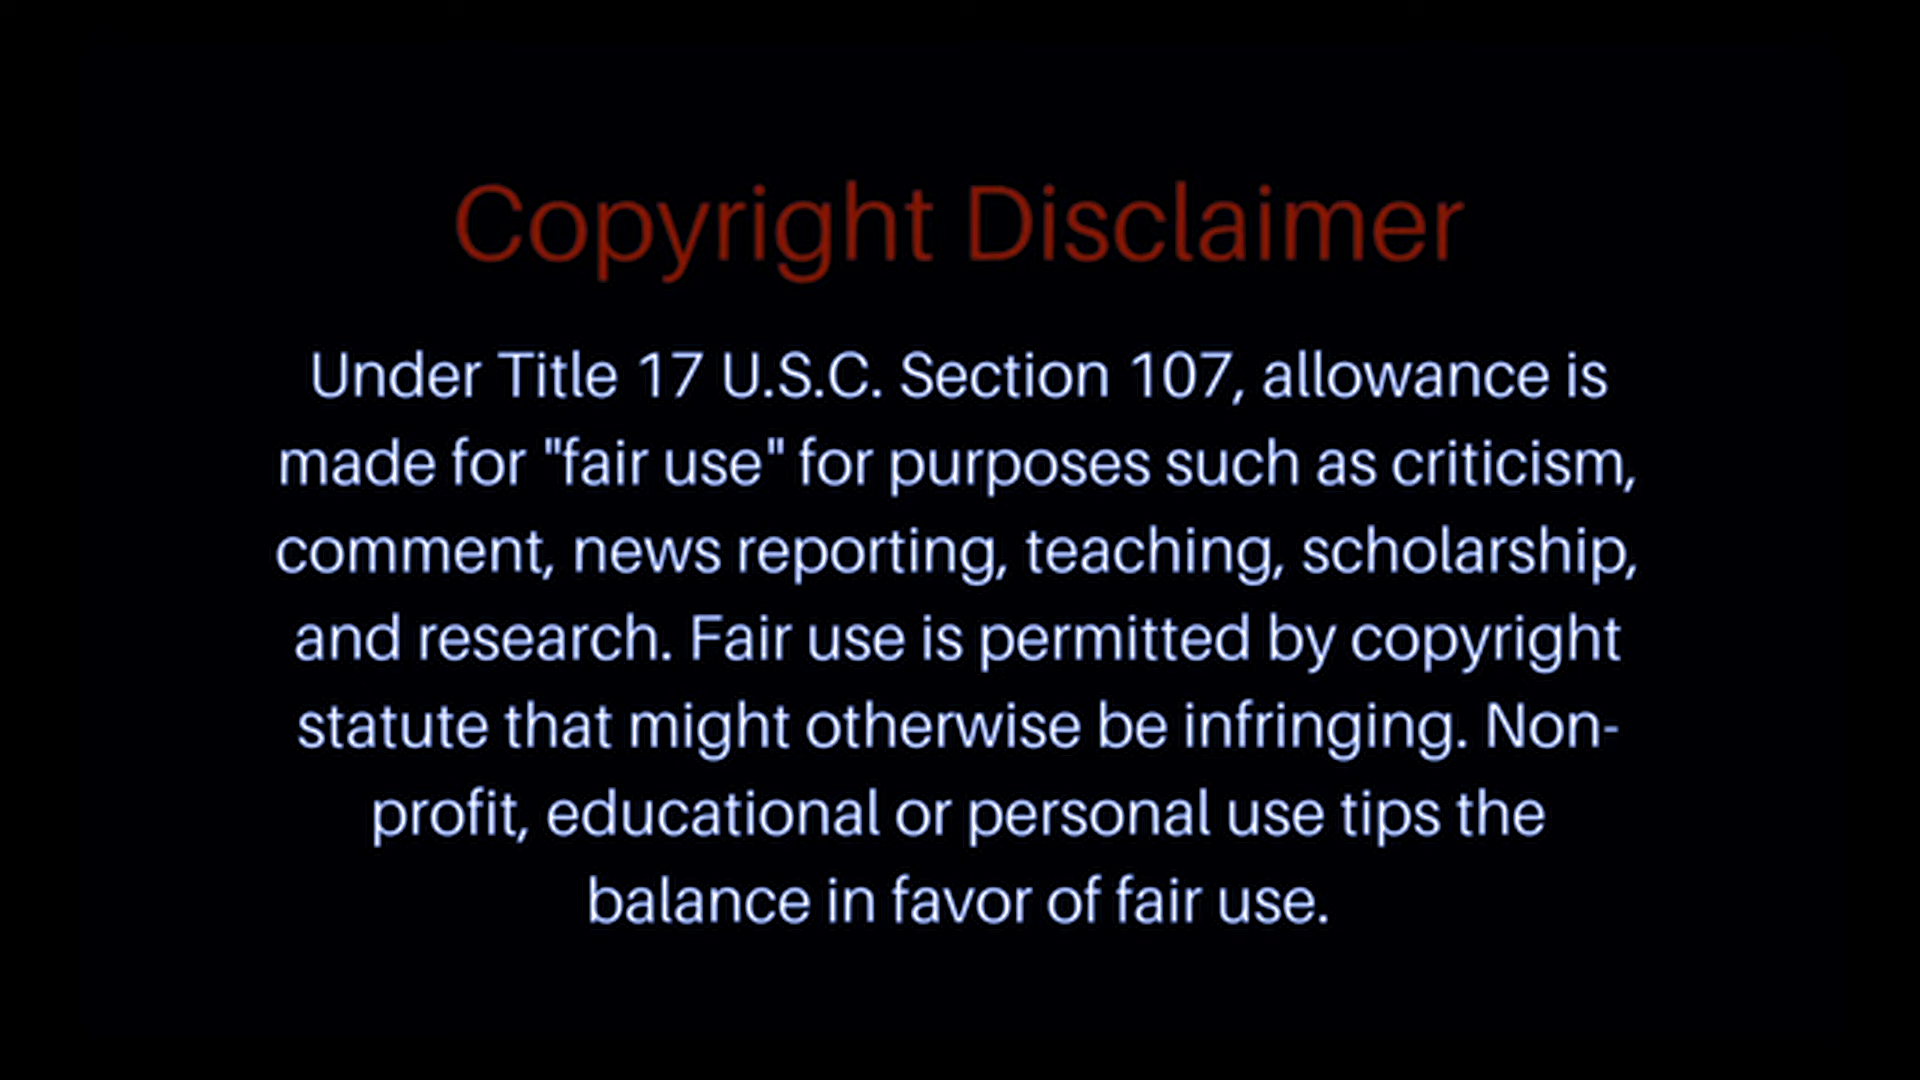 Copyright Disclaimer
Under Title 17 U.S.C. Section 107, allowance is
made for "fair use" for purposes such as criticism,
comment, news reporting, teaching, scholarship,
and research. Fair use is permitted by copyright
statute that might otherwise be infringing. Non-
profit, educational or personal use tips the
balance in favor of fair use.